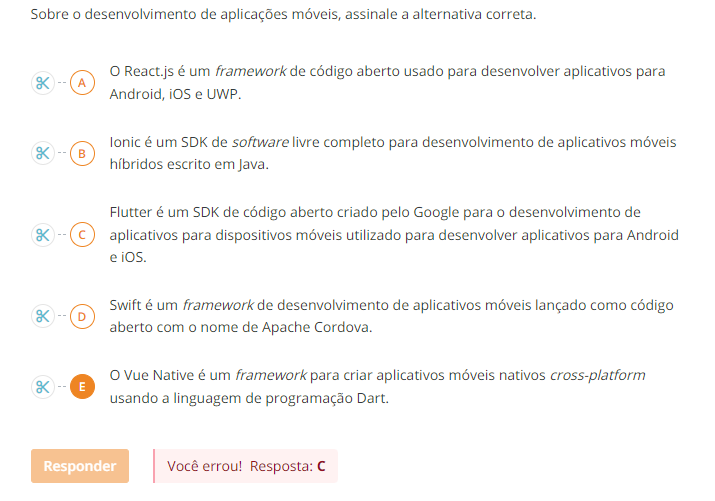 Sobre o desenvolvimento de aplicações móveis, assinale a alternativa correta.
A
O React.js é um framework de código aberto usado para desenvolver aplicativos para
Android, iOS e UWP.
B
Ionic é um SDK de software livre completo para desenvolvimento de aplicativos móveis
híbridos escrito em Java.
C
Flutter é um SDK de código aberto criado pelo Google para o desenvolvimento de
aplicativos para dispositivos móveis utilizado para desenvolver aplicativos para Android
e iOS.
D
Swift é um framework de desenvolvimento de aplicativos móveis lançado como código
aberto com o nome de Apache Cordova.
E
O Vue Native é um framework para criar aplicativos móveis nativos cross-platform
usando a linguagem de programação Dart.
Responder
Você errou! Resposta: C